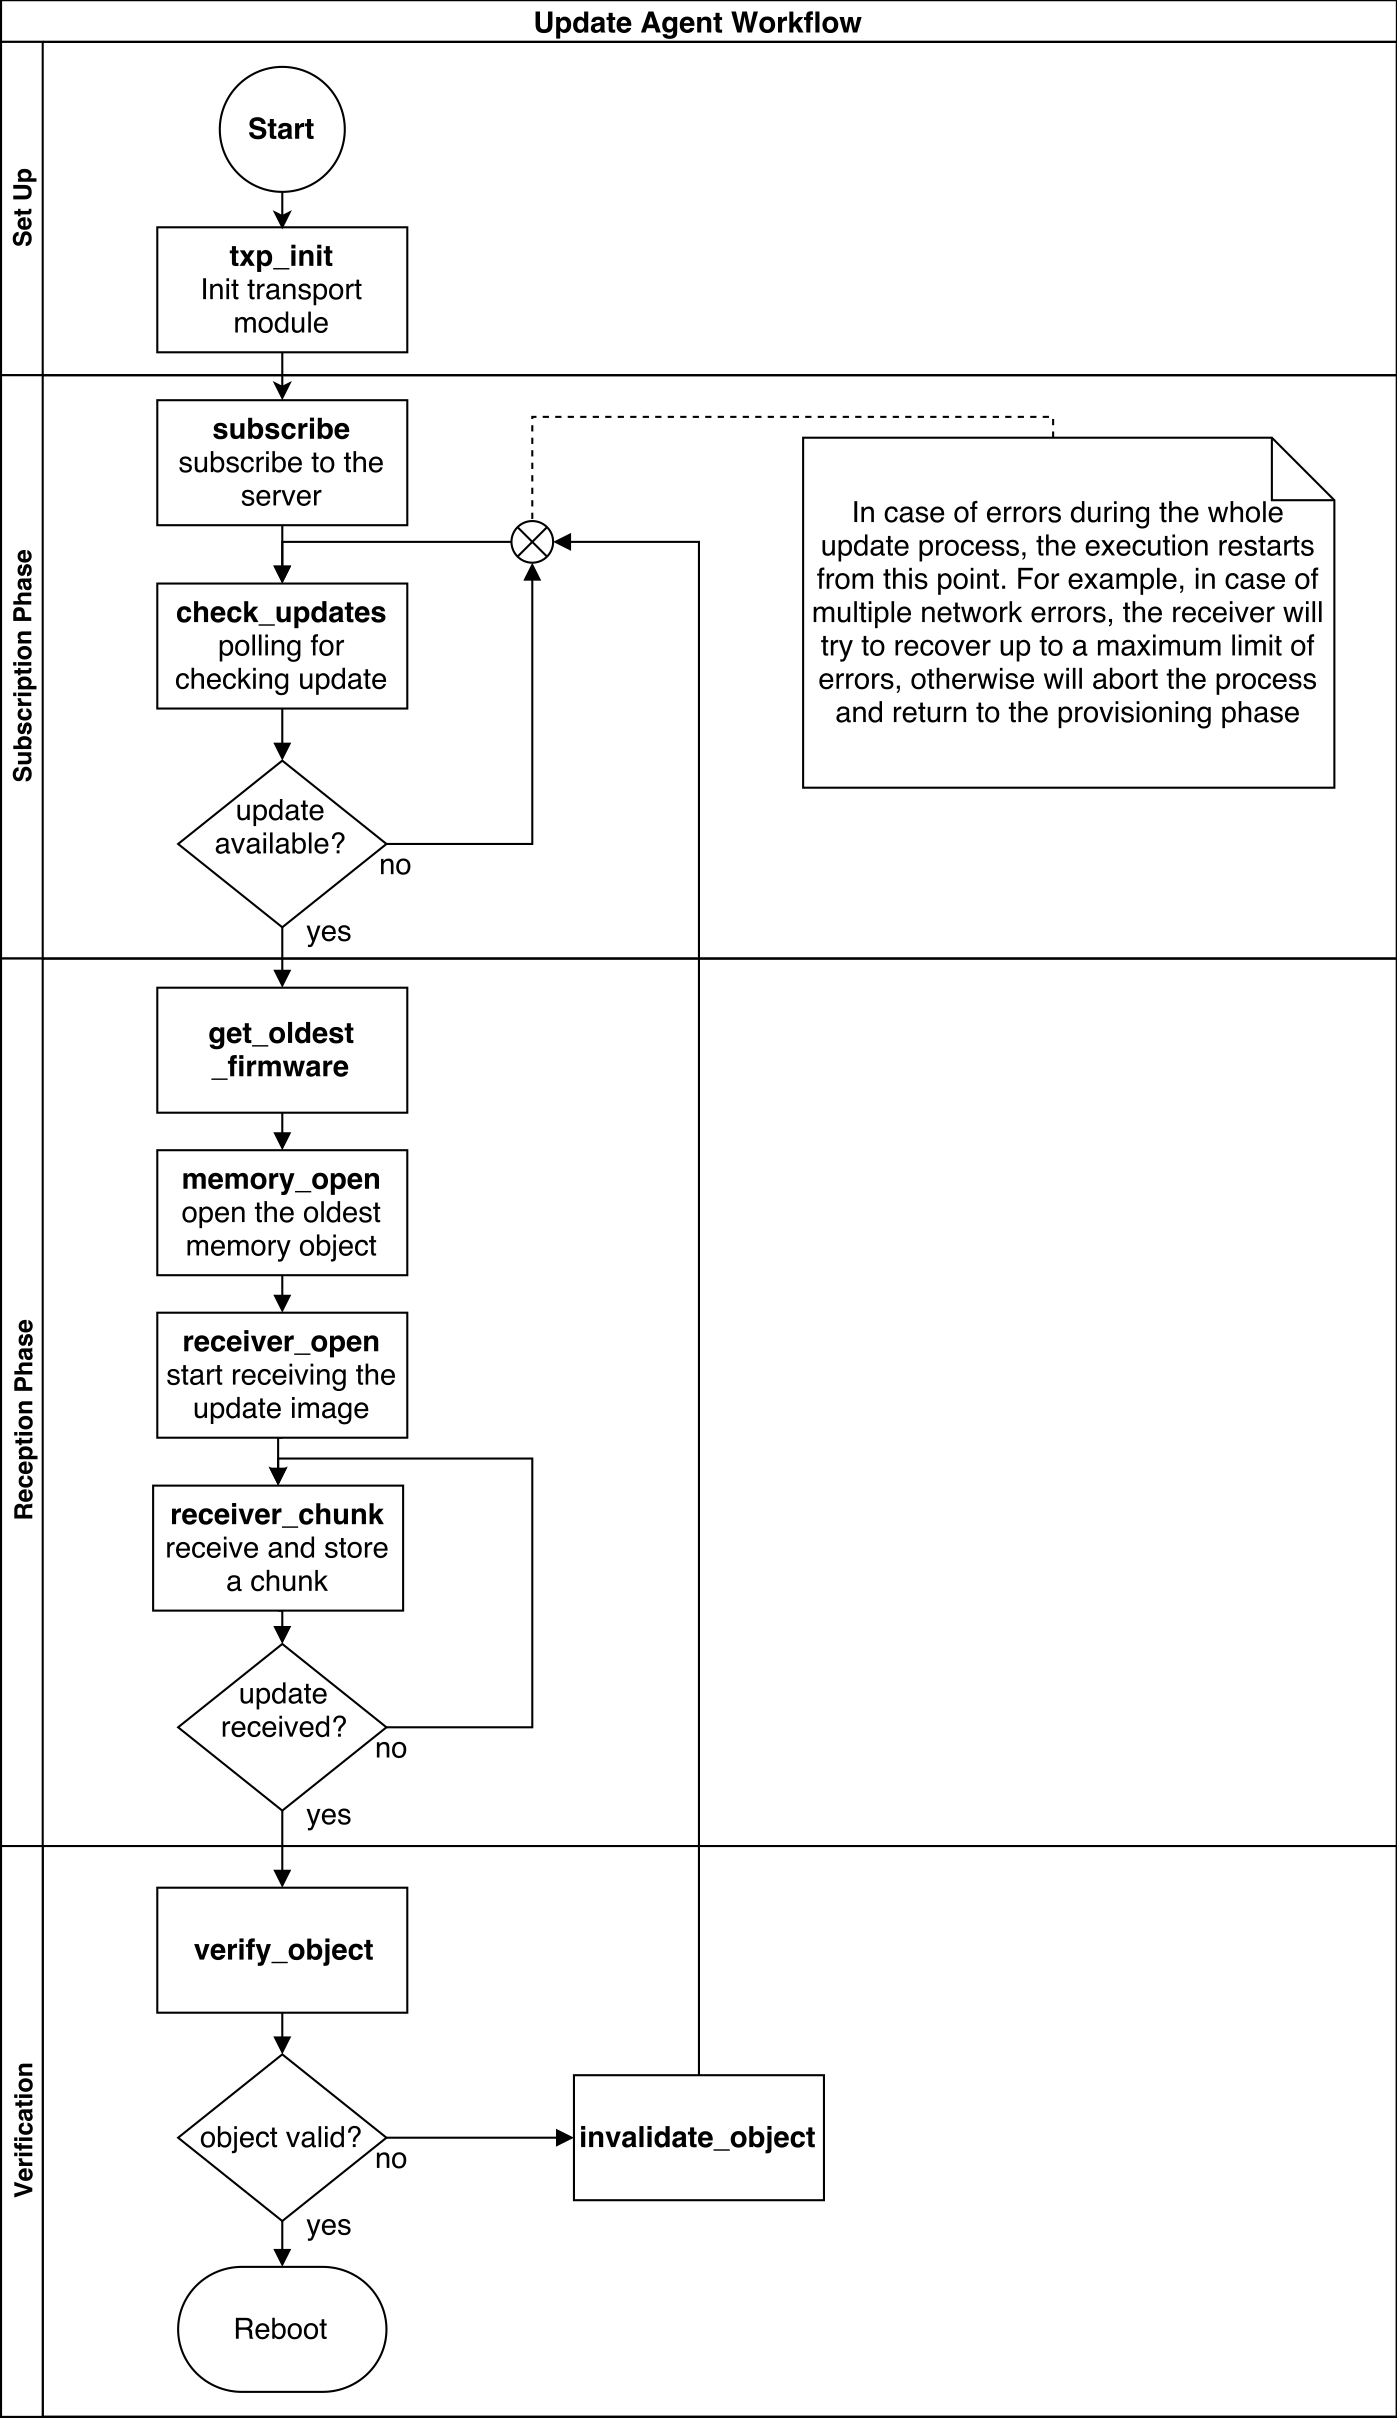 Update Agent Workflow
Set Up
Start
txp_init
Init transport
module
Subscription Phase
subscribe
subscribe to the
server
In case of errors during the whole
update process, the execution restarts
from this point. For example, in case of
multiple network errors, the receiver will
try to recover up to a maximum limit of
errors, otherwise will abort the process
and return to the provisioning phase
check_updates
polling for
checking update
update
available?
no
yes
Reception Phase
get_oldest
_firmware
memory_open
open the oldest
memory object
receiver_open
start receiving the
update image
receiver_chunk
receive and store
a chunk
update
received?
no
yes
Verification
verify_object
object valid?
no
invalidate_object
yes
Reboot